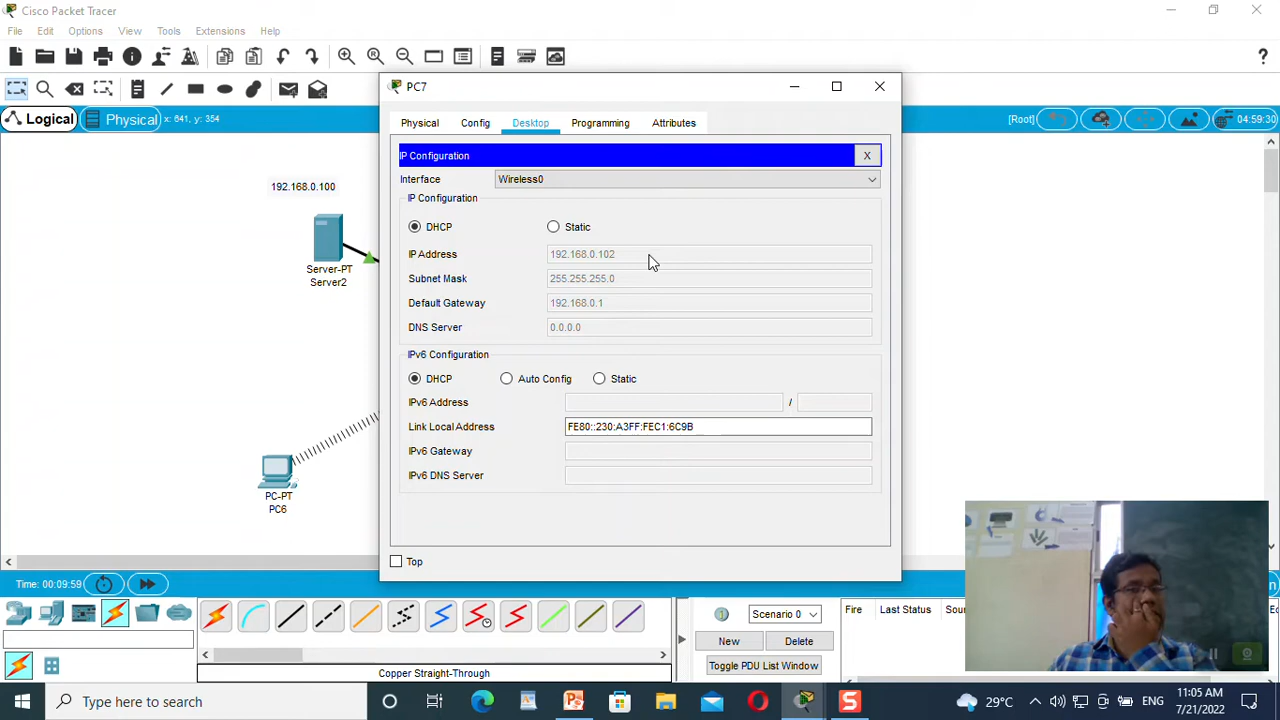 Cisco Packet Tracer
File Edit Options View Tools Extensions Help
Logical Physical x: 641, y: 354 [Root] 04:59:30
192.168.0.100
Server-PT
Server2
PC-PT
PC6
PC7
Physical Config Desktop Programming Attributes
IP Configuration X
Interface Wireless0
IP Configuration
DHCP Static
IP Address 192.168.0.102
Subnet Mask 255.255.255.0
Default Gateway 192.168.0.1
DNS Server 0.0.0.0
IPv6 Configuration
DHCP Auto Config Static
IPv6 Address /
Link Local Address FE80::230:A3FF:FEC1:6C9B
IPv6 Gateway
IPv6 DNS Server
Top
Time: 00:09:59
Scenario 0 Fire Last Status
New Delete
Toggle PDU List Window
Copper Straight-Through
Type here to search
29°C ENG 11:05 AM
7/21/2022